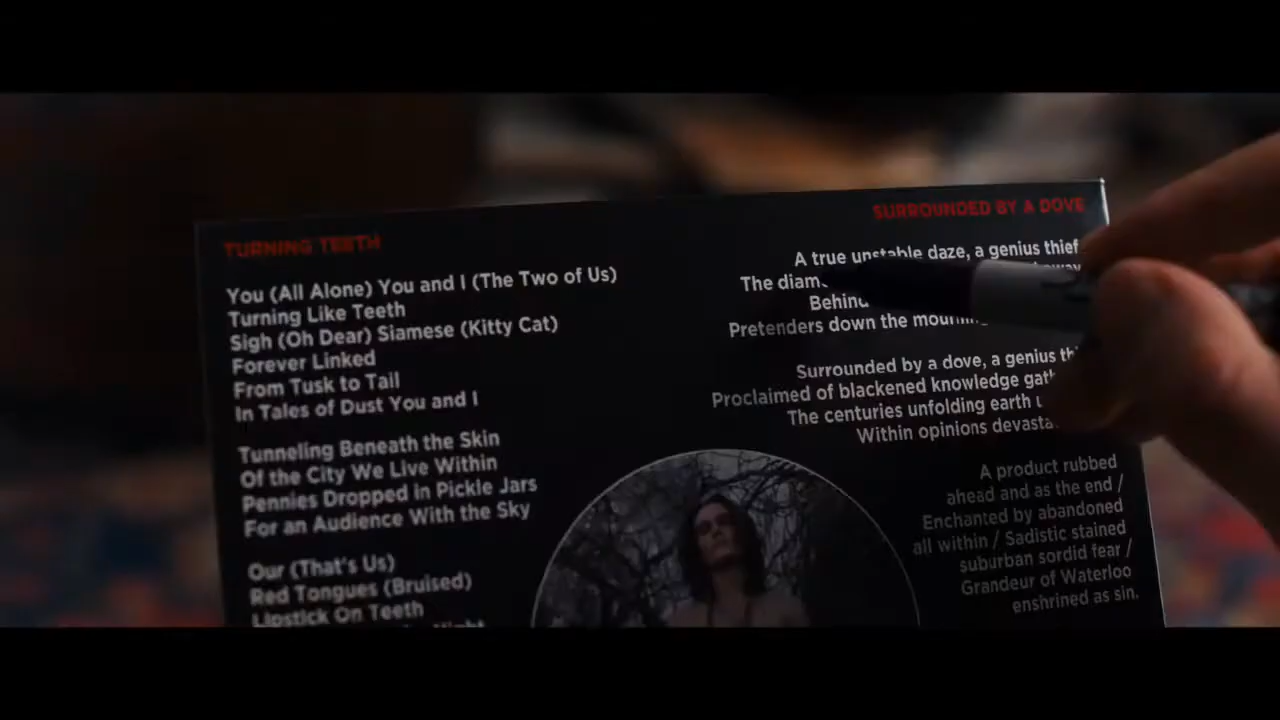 TURNING TEETH
You (All Alone) You and I (The Two of Us)
Turning Like Teeth
Sigh (Oh Dear) Siamese (Kitty Cat)
Forever Linked
From Tusk to Tail
In Tales of Dust You and I
Tunneling Beneath the Skin
Of the City We Live Within
Pennies Dropped in Pickle Jars
For an Audience With the Sky
Our (That's Us)
Red Tongues (Bruised)
Lipstick On Teeth
SURROUNDED BY A DOVE
A true unstable daze, a genius thief
The
Behind
Pretenders down the
Surrounded by a dove, a genius
Proclaimed of blackened knowledge
The centuries unfolding earth
Within opinions
A product rubbed
ahead and as the end /
Enchanted by abandoned
all within / Sadistic stained
suburban sordid fear /
Grandeur of Waterloo
enshrined as sin.